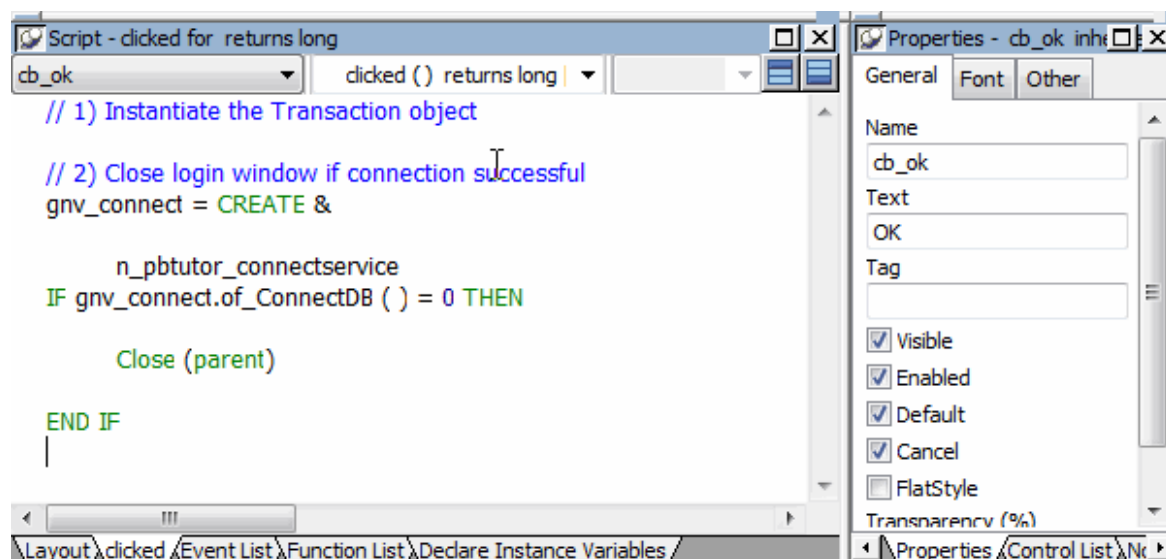 Script - clicked for returns long
cb_ok
clicked ( ) returns long
// 1) Instantiate the Transaction object
// 2) Close login window if connection successful
gnv_connect = CREATE &
n_pbtutor_connectservice
IF gnv_connect.of_ConnectDB ( ) = 0 THEN
Close (parent)
END IF
Layout clicked Event List Function List Declare Instance Variables
Properties - cb_ok
General Font Other
Name
cb_ok
Text
OK
Tag
Visible
Enabled
Default
Cancel
FlatStyle
Transparency (%)
Properties Control List